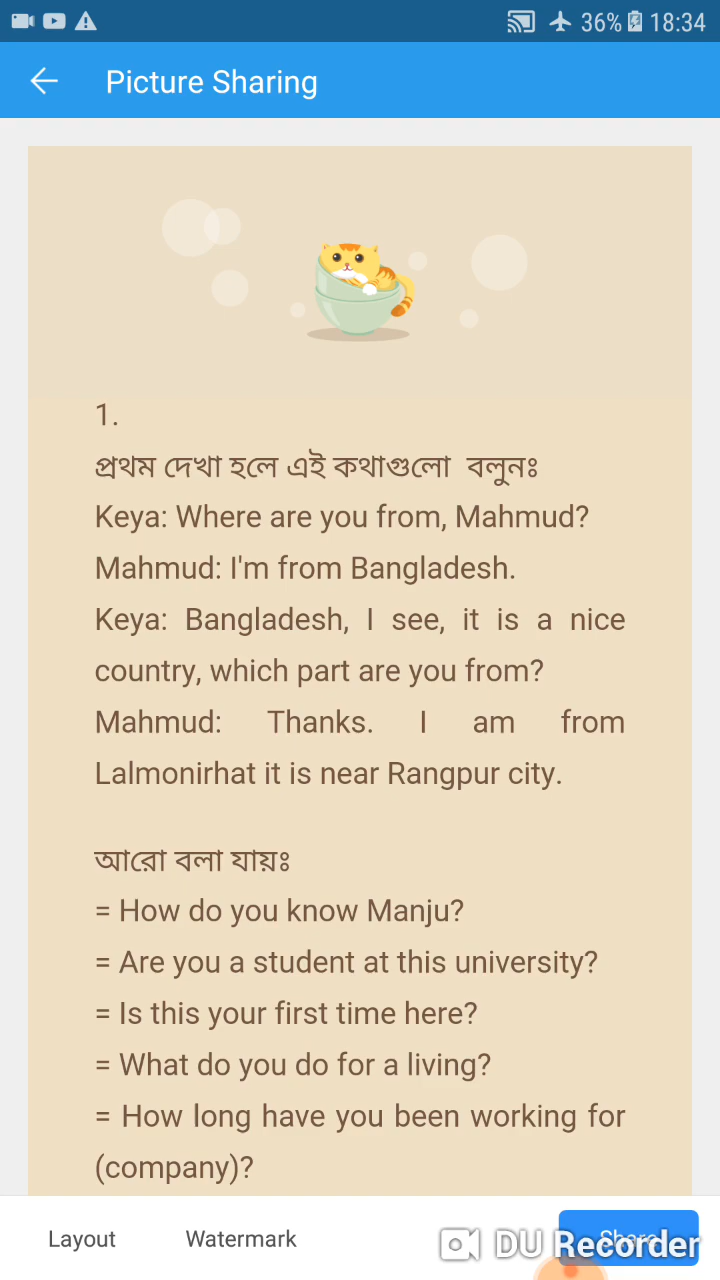 36% 18:34
Picture Sharing
1.
প্রথম দেখা হলে এই কথাগুলো বলুনঃ
Keya: Where are you from, Mahmud?
Mahmud: I'm from Bangladesh.
Keya: Bangladesh, I see, it is a nice
country, which part are you from?
Mahmud: Thanks. I am from
Lalmonirhat it is near Rangpur city.
আরো বলা যায়ঃ
= How do you know Manju?
= Are you a student at this university?
= Is this your first time here?
= What do you do for a living?
= How long have you been working for
(company)?
Layout Watermark Share
DU Recorder